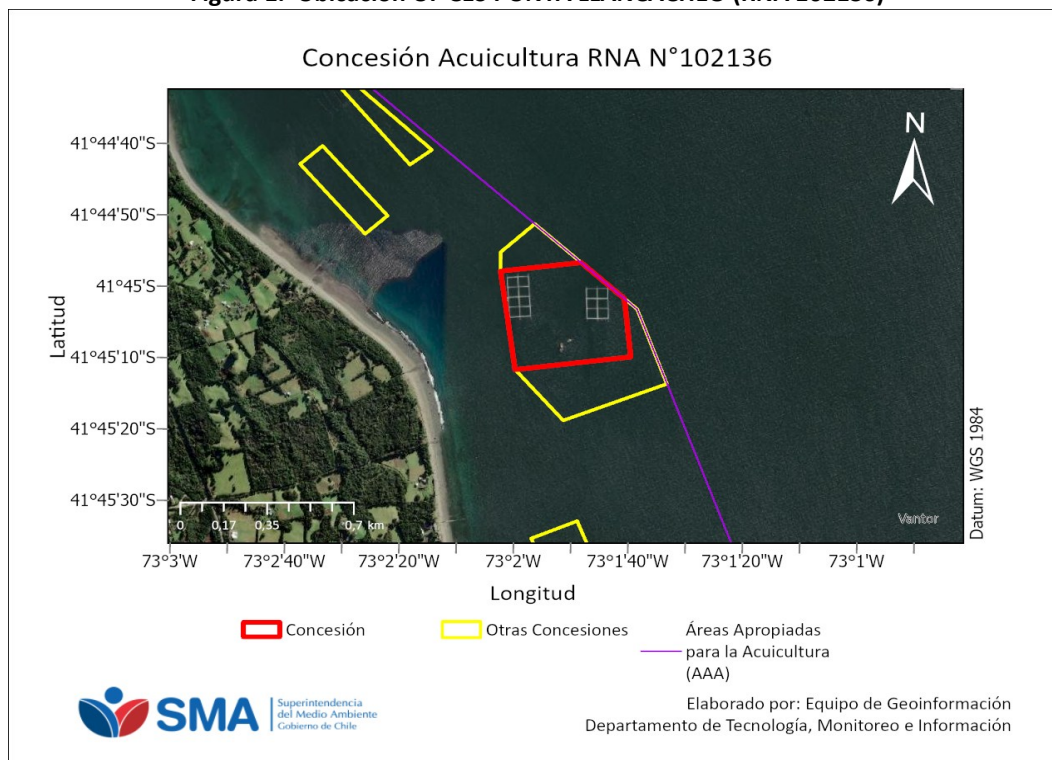 Concesión Acuicultura RNA N°102136
N
41°44'40"S
41°44'50"S
41°45'S
41°45'10"S
41°45'20"S
41°45'30"S
Latitud
0 0,17 0,35 0,7 km
Vantor
Datum: WGS 1984
73°3'W 73°2'40"W 73°2'20"W 73°2'W 73°1'40"W 73°1'20"W 73°1'W
Longitud
Concesión
Otras Concesiones
Áreas Apropiadas
para la Acuicultura
(AAA)
SMA
Superintendencia
del Medio Ambiente
Gobierno de Chile
Elaborado por: Equipo de Geoinformación
Departamento de Tecnología, Monitoreo e Información